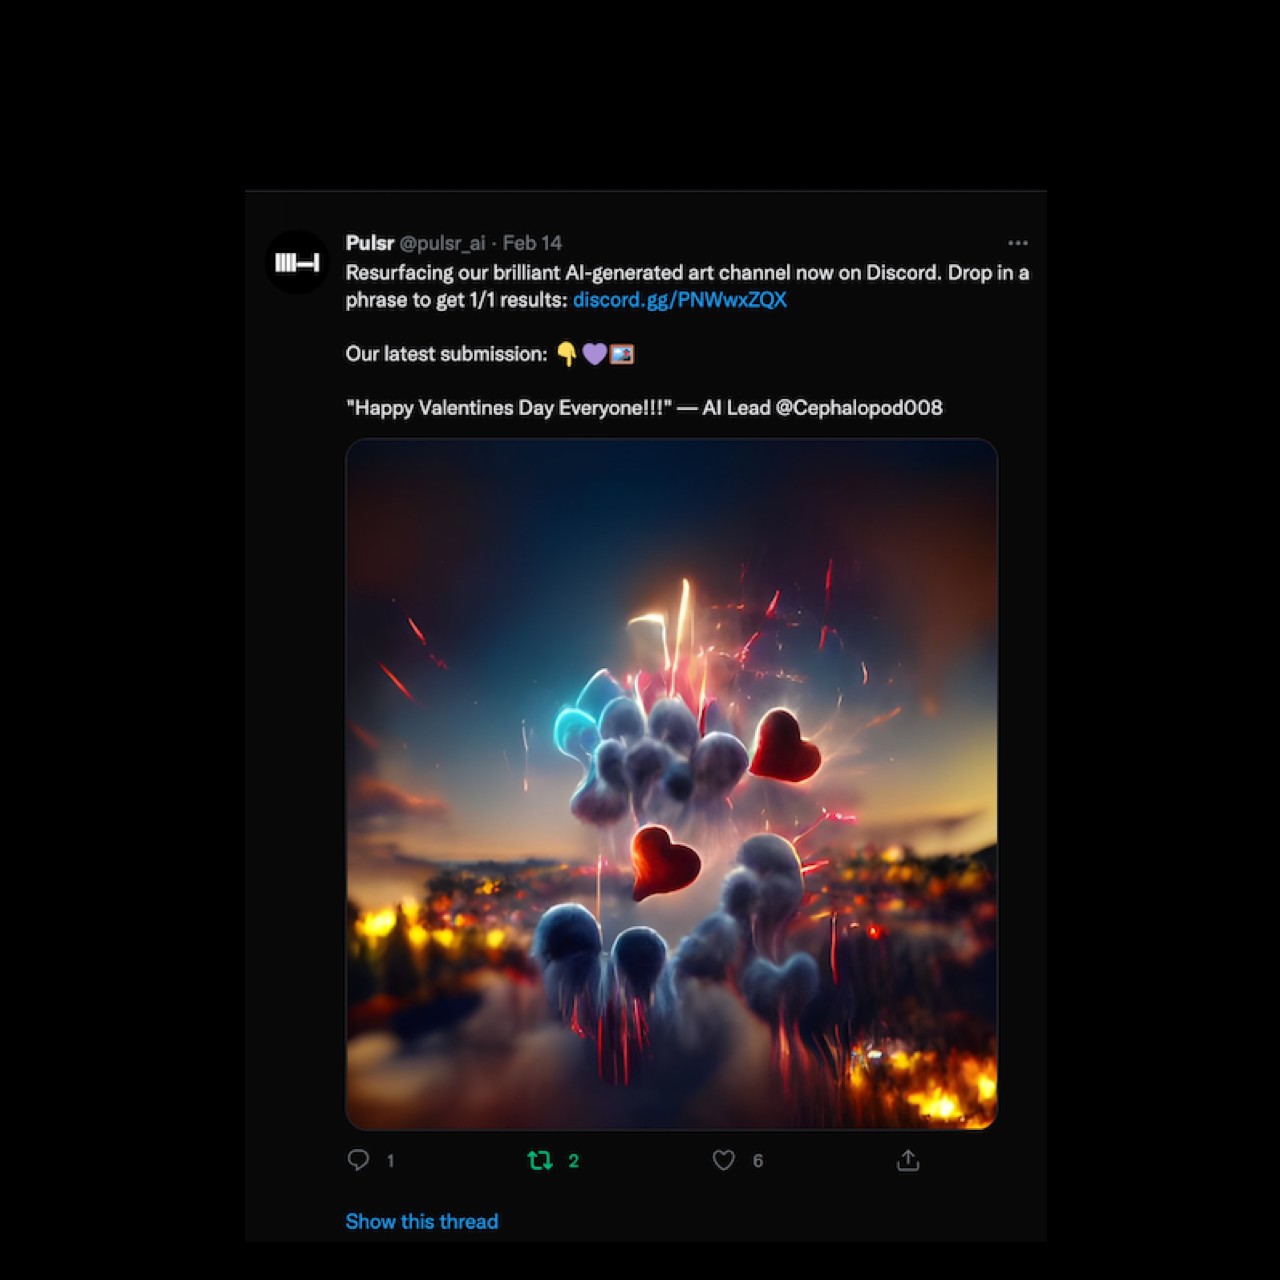 Pulsr @pulsr_ai · Feb 14
Resurfacing our brilliant AI-generated art channel now on Discord. Drop in a
phrase to get 1/1 results: discord.gg/PNWwxZQX
Our latest submission: 👇💜🖼️
"Happy Valentines Day Everyone!!!" — AI Lead @Cephalopod008
1 2 6
Show this thread